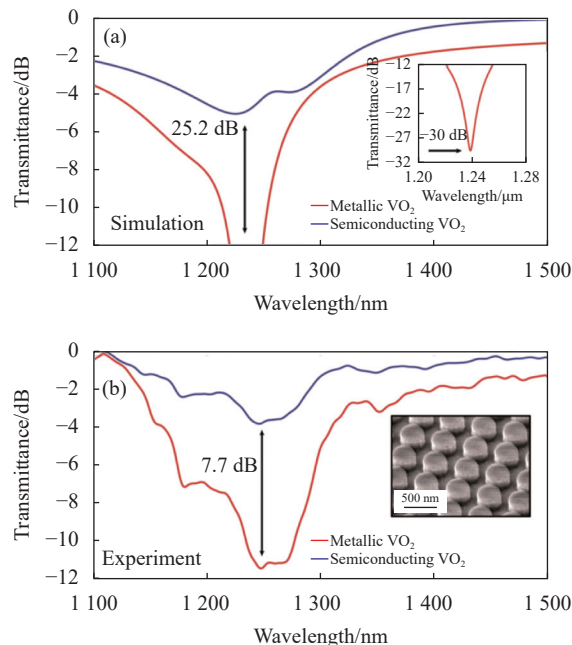 (a)
Transmittance/dB
0
−2
−4
−6
−8
−10
−12
25.2 dB
Simulation
Transmittance/dB
−12
−17
−22
−27
−32
−30 dB
1.20
1.24
1.28
Wavelength/μm
Metallic VO₂
Semiconducting VO₂
1 100
1 200
1 300
1 400
1 500
Wavelength/nm
(b)
Transmittance/dB
0
−2
−4
−6
−8
−10
−12
7.7 dB
Experiment
500 nm
Metallic VO₂
Semiconducting VO₂
1 100
1 200
1 300
1 400
1 500
Wavelength/nm